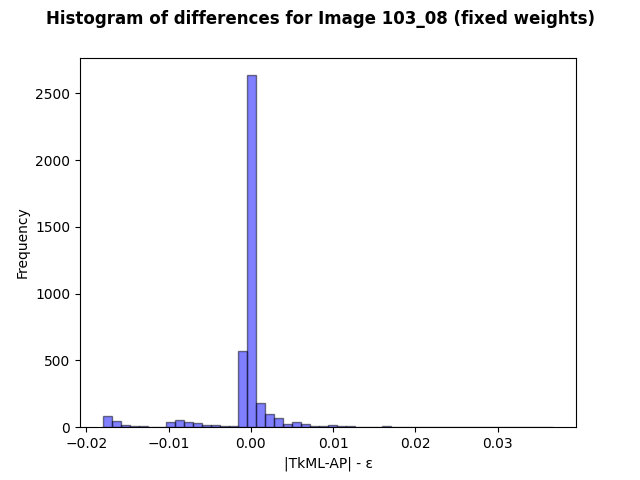 Histogram of differences for Image 103_08 (fixed weights)
Frequency
2500
2000
1500
1000
500
0
−0.02 −0.01 0.00 0.01 0.02 0.03
|TkML-AP| - ε